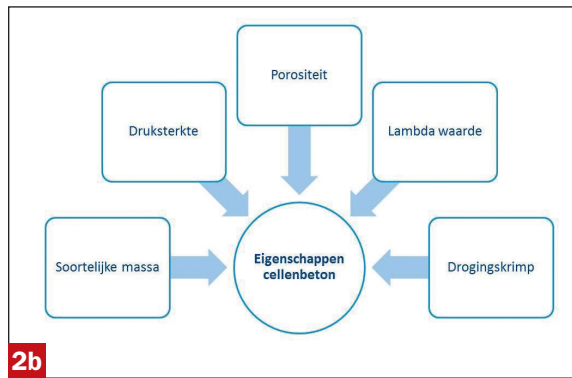 Porositeit
Druksterkte
Lambda waarde
Soortelijke massa
Eigenschappen
cellenbeton
Drogingskrimp
2b